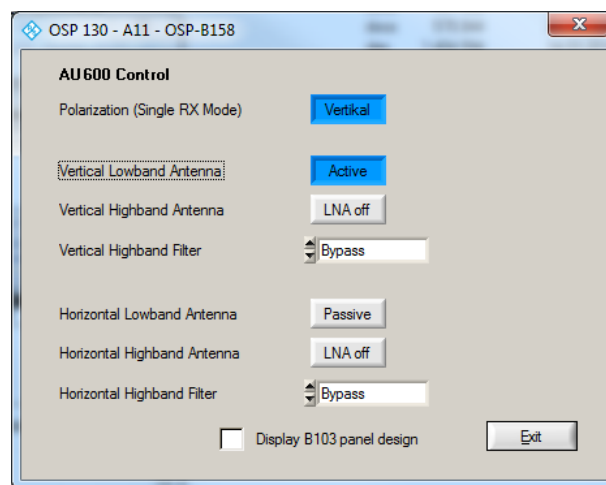 OSP 130 - A11 - OSP-B158
AU600 Control
Polarization (Single RX Mode) Vertikal
Vertical Lowband Antenna Active
Vertical Highband Antenna LNA off
Vertical Highband Filter Bypass
Horizontal Lowband Antenna Passive
Horizontal Highband Antenna LNA off
Horizontal Highband Filter Bypass
Display B103 panel design Exit